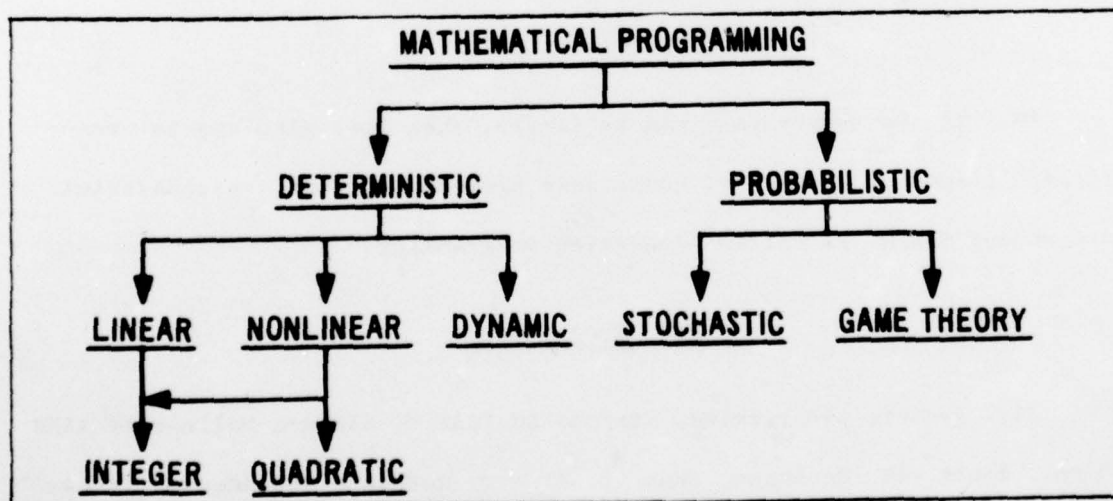 MATHEMATICAL PROGRAMMING
DETERMINISTIC PROBABILISTIC
LINEAR NONLINEAR DYNAMIC STOCHASTIC GAME THEORY
INTEGER QUADRATIC